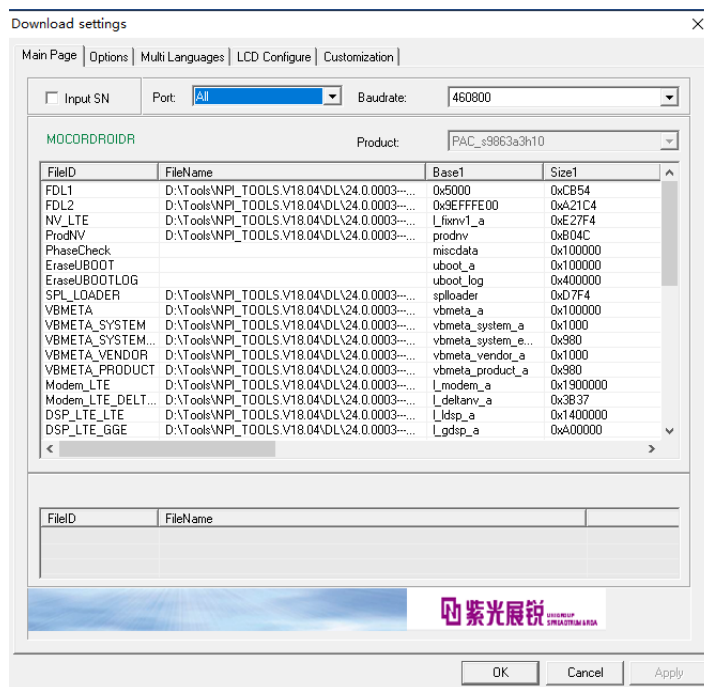 Download settings
Main Page Options Multi Languages LCD Configure Customization
Input SN Port: All Baudrate: 460800
MOCORDROIDR Product: PAC_s9863a3h10
FileID FileName Base1 Size1
FDL1 D:\Tools\NPI_TOOLS.V18.04\DL\24.0.0003---... 0x5000 0xCB54
FDL2 D:\Tools\NPI_TOOLS.V18.04\DL\24.0.0003---... 0x9EFFFE00 0xA21C4
NV_LTE D:\Tools\NPI_TOOLS.V18.04\DL\24.0.0003---... l_fixnv1_a 0xE27F4
ProdNV D:\Tools\NPI_TOOLS.V18.04\DL\24.0.0003---... prodnv 0xB04C
PhaseCheck miscdata 0x100000
EraseUBOOT uboot_a 0x100000
EraseUBOOTLOG uboot_log 0x400000
SPL_LOADER D:\Tools\NPI_TOOLS.V18.04\DL\24.0.0003---... splloader 0xD7F4
VBMETA D:\Tools\NPI_TOOLS.V18.04\DL\24.0.0003---... vbmeta_a 0x100000
VBMETA_SYSTEM D:\Tools\NPI_TOOLS.V18.04\DL\24.0.0003---... vbmeta_system_a 0x1000
VBMETA_SYSTEM... D:\Tools\NPI_TOOLS.V18.04\DL\24.0.0003---... vbmeta_system_e... 0x980
VBMETA_VENDOR D:\Tools\NPI_TOOLS.V18.04\DL\24.0.0003---... vbmeta_vendor_a 0x1000
VBMETA_PRODUCT D:\Tools\NPI_TOOLS.V18.04\DL\24.0.0003---... vbmeta_product_a 0x980
Modem_LTE D:\Tools\NPI_TOOLS.V18.04\DL\24.0.0003---... l_modem_a 0x1900000
Modem_LTE_DELT... D:\Tools\NPI_TOOLS.V18.04\DL\24.0.0003---... l_deltanv_a 0x3B37
DSP_LTE_LTE D:\Tools\NPI_TOOLS.V18.04\DL\24.0.0003---... l_ldsp_a 0x1400000
DSP_LTE_GGE D:\Tools\NPI_TOOLS.V18.04\DL\24.0.0003---... l_gdsp_a 0xA00000
FileID FileName
紫光展锐 UNIGROUP
SPREADTRUM & RDA
OK Cancel Apply